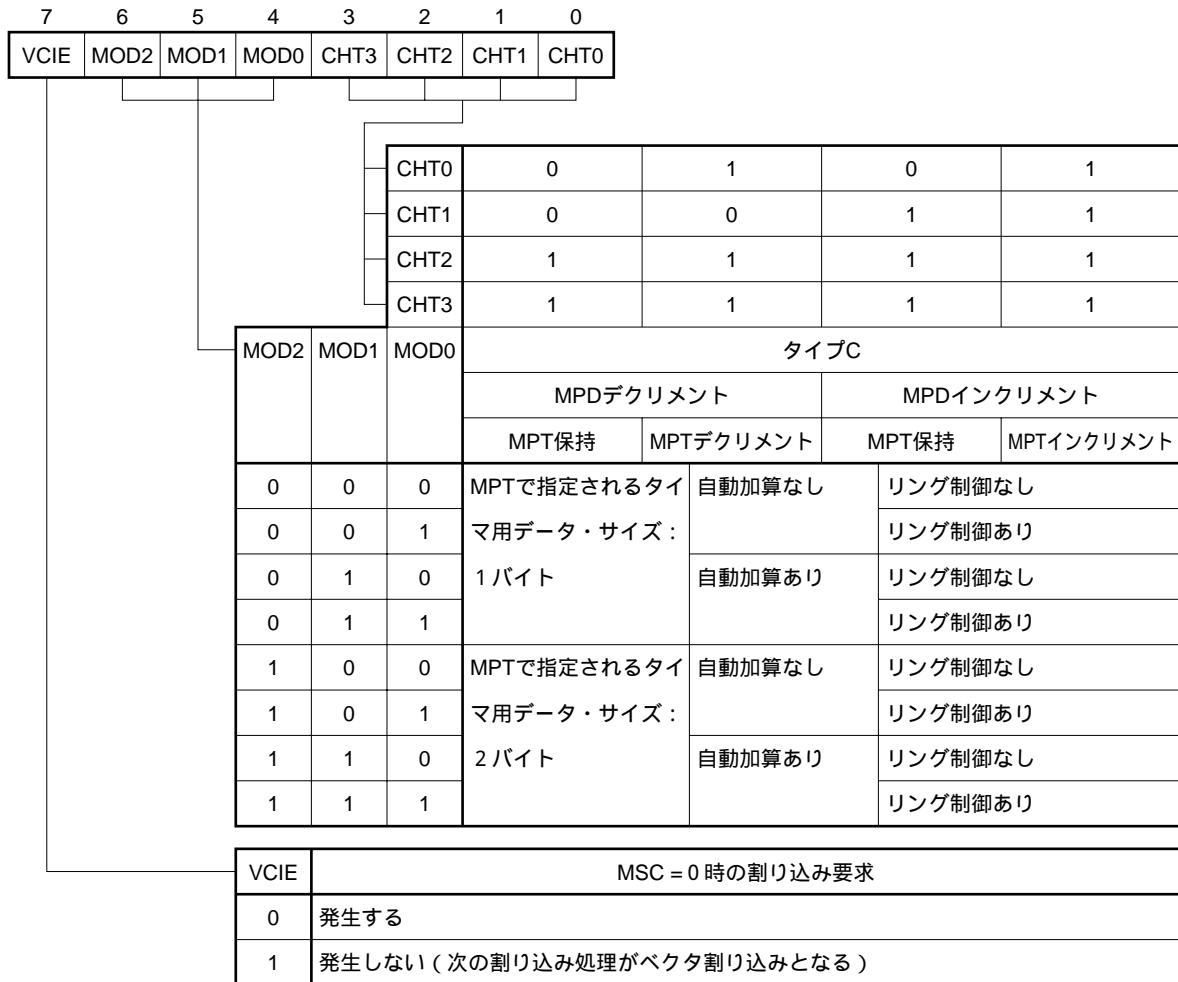 7 6 5 4 3 2 1 0
VCIE MOD2 MOD1 MOD0 CHT3 CHT2 CHT1 CHT0
CHT0 0 1 0 1
CHT1 0 0 1 1
CHT2 1 1 1 1
CHT3 1 1 1 1
MOD2 MOD1 MOD0 タイプC
MPDデクリメント MPDインクリメント
MPT保持 MPTデクリメント MPT保持 MPTインクリメント
0 0 0 MPTで指定されるタイ 自動加算なし リング制御なし
0 0 1 マ用データ・サイズ： リング制御あり
0 1 0 1バイト 自動加算あり リング制御なし
0 1 1 リング制御あり
1 0 0 MPTで指定されるタイ 自動加算なし リング制御なし
1 0 1 マ用データ・サイズ： リング制御あり
1 1 0 2バイト 自動加算あり リング制御なし
1 1 1 リング制御あり
VCIE MSC = 0 時の割り込み要求
0 発生する
1 発生しない（次の割り込み処理がベクタ割り込みとなる）